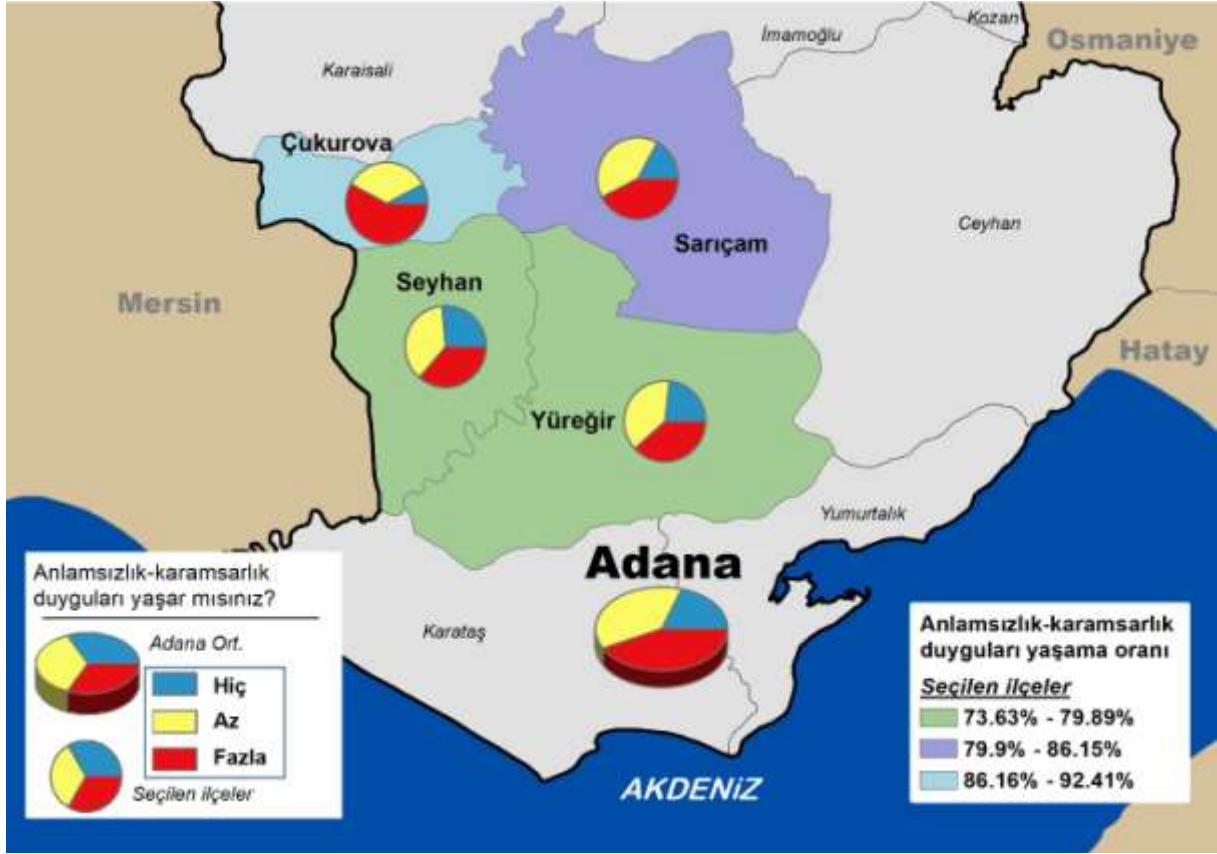 Kozan
İmamoğlu
Osmaniye
Karaisali
Çukurova
Ceyhan
Sarıçam
Seyhan
Mersin
Hatay
Yüreğir
Yumurtalık
Adana
Karataş
AKDENİZ
Anlamsızlık-karamsarlık
duyguları yaşar mısınız?
Adana Ort.
Hiç
Az
Fazla
Seçilen ilçeler
Anlamsızlık-karamsarlık
duyguları yaşama oranı
Seçilen ilçeler
73.63% - 79.89%
79.9% - 86.15%
86.16% - 92.41%